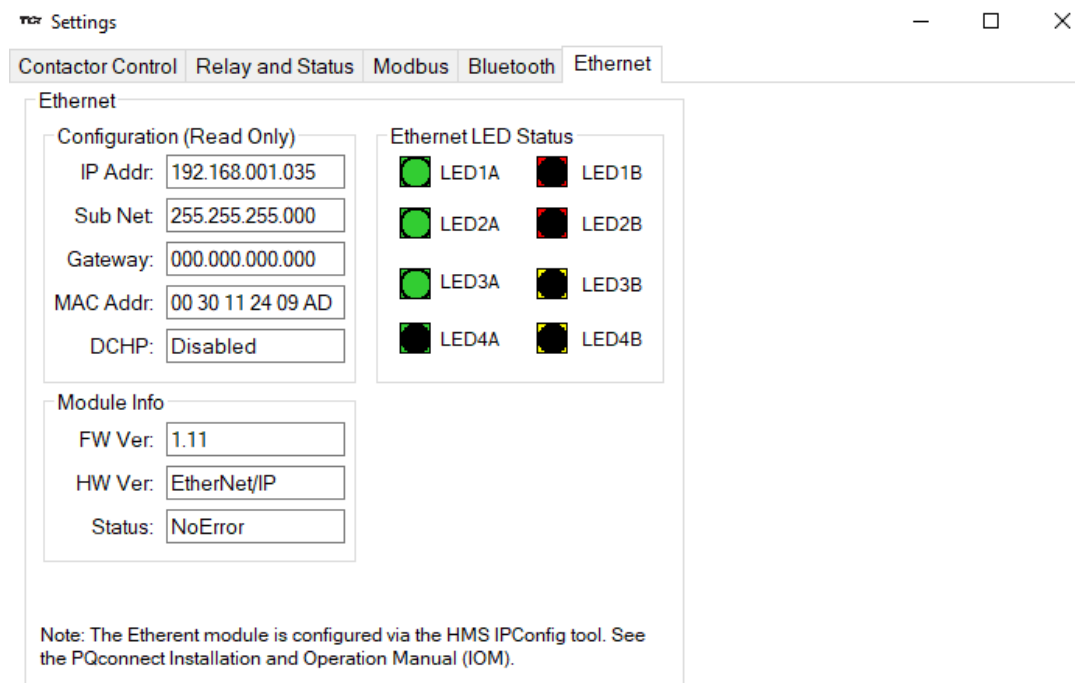 TCI Settings
Contactor Control Relay and Status Modbus Bluetooth Ethernet
Ethernet
Configuration (Read Only)
IP Addr: 192.168.001.035
Sub Net: 255.255.255.000
Gateway: 000.000.000.000
MAC Addr: 00 30 11 24 09 AD
DCHP: Disabled
Ethernet LED Status
LED1A LED1B
LED2A LED2B
LED3A LED3B
LED4A LED4B
Module Info
FW Ver: 1.11
HW Ver: EtherNet/IP
Status: NoError
Note: The Etherent module is configured via the HMS IPConfig tool. See
the PQconnect Installation and Operation Manual (IOM).